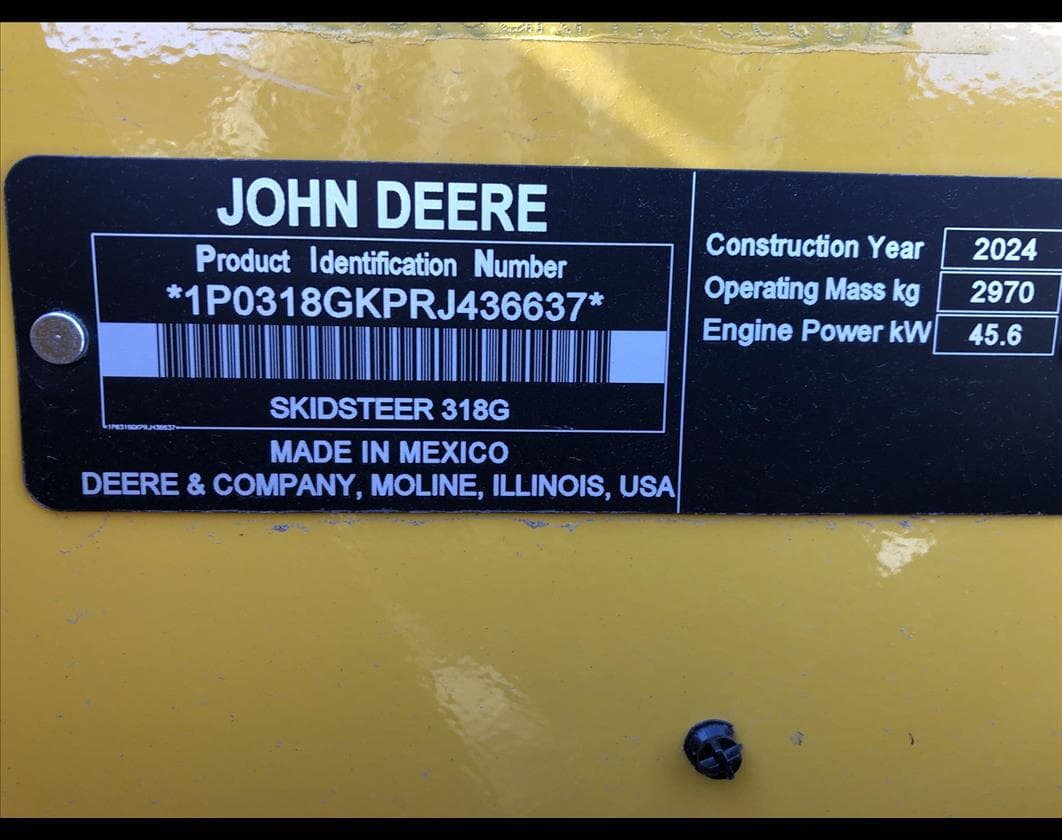 JOHN DEERE
Product Identification Number
*1P0318GKPRJ436637*
SKIDSTEER 318G
1P0318GKPRJ436637
MADE IN MEXICO
DEERE & COMPANY, MOLINE, ILLINOIS, USA
Construction Year 2024
Operating Mass kg 2970
Engine Power kW 45.6